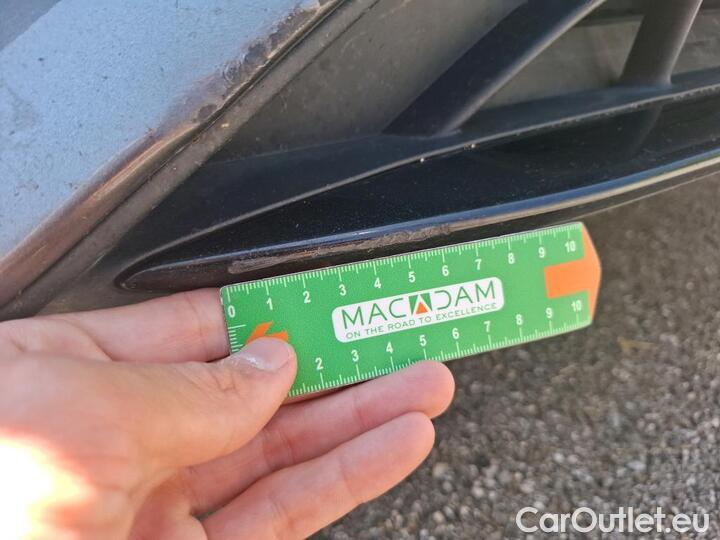 0 1 2 3 4 5 6 7 8 9 10
MACADAM
ON THE ROAD TO EXCELLENCE
2 3 4 5 6 7 8 9 10
CarOutlet.eu